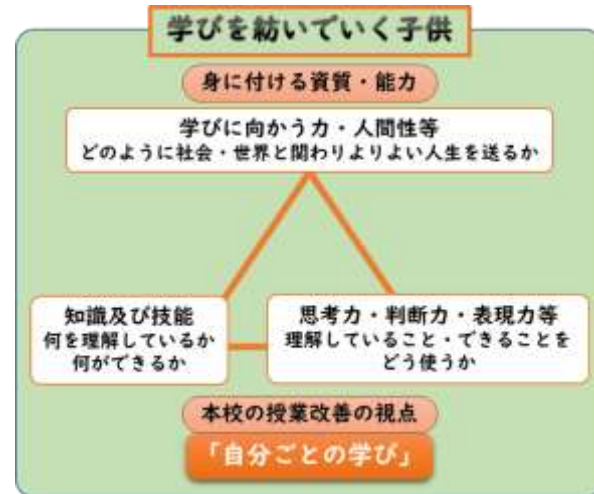 学びを紡いでいく子供
身に付ける資質・能力
学びに向かう力・人間性等
どのように社会・世界と関わりよりよい人生を送るか
知識及び技能
何を理解しているか
何ができるか
思考力・判断力・表現力等
理解していること・できることを
どう使うか
本校の授業改善の視点
「自分ごとの学び」